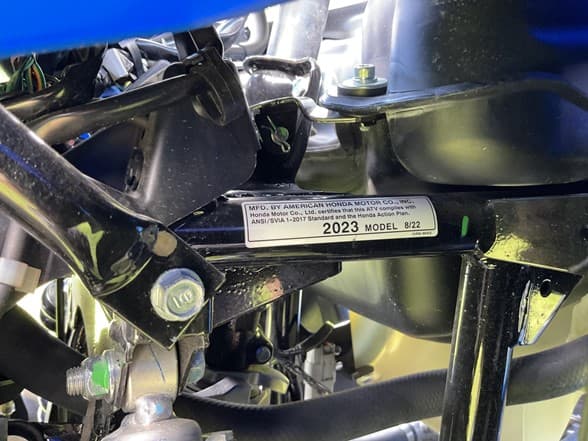 MFD. BY AMERICAN HONDA MOTOR CO., INC.
Honda Motor Co., Ltd. certifies that this ATV complies with
ANSI/SVIA 1-2017 Standard and the Honda Action Plan.
2023 MODEL 8/22